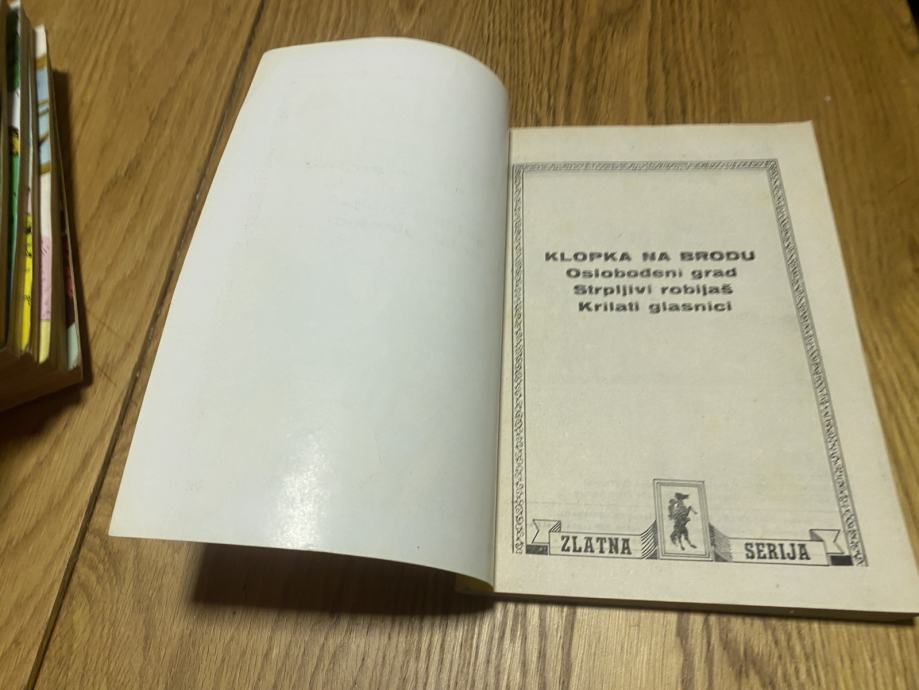 KLOPKA NA BRODU
Oslobođeni grad
Strpljivi robijaš
Krilati glasnici
ZLATNA SERIJA